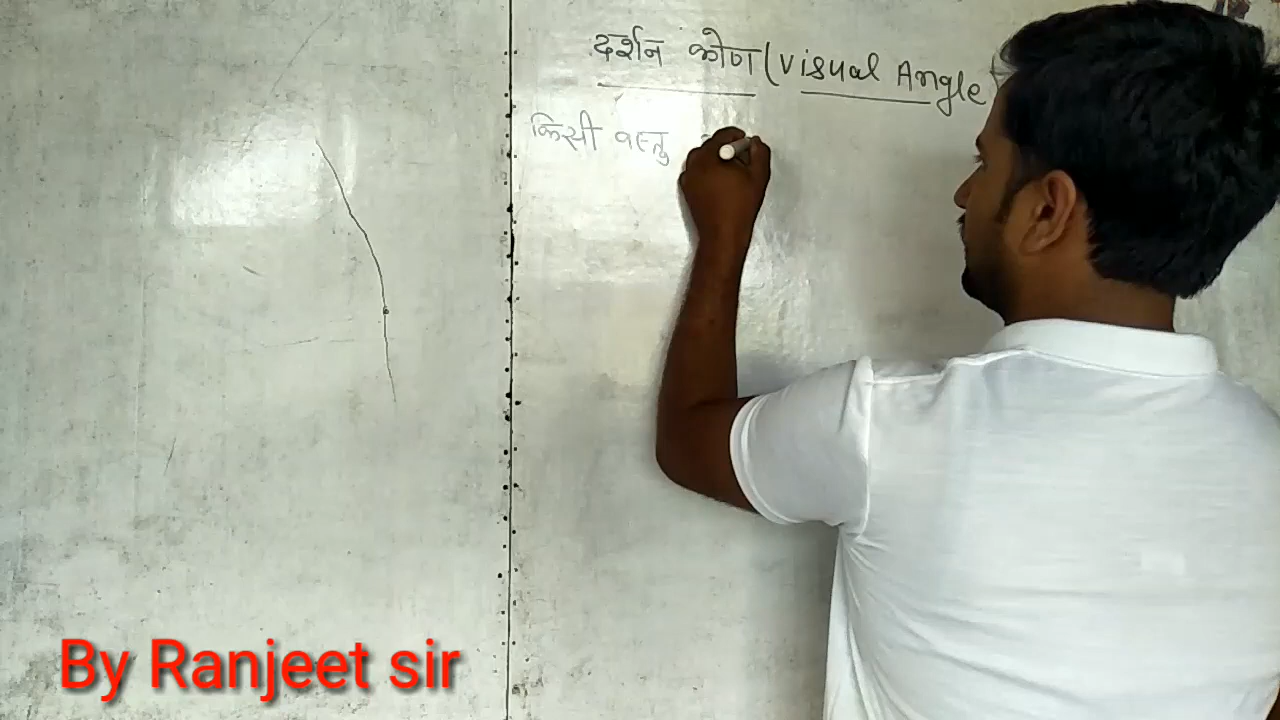 दर्शन कोण (Visual Angle)
किसी वस्तु
By Ranjeet sir